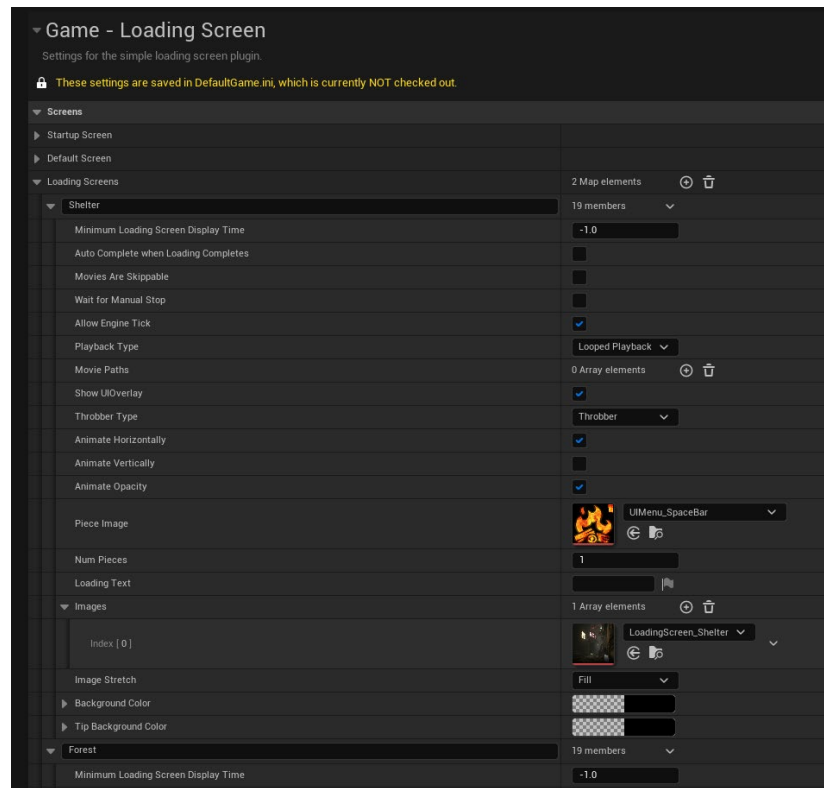 Game - Loading Screen
Settings for the simple loading screen plugin.
These settings are saved in DefaultGame.ini, which is currently NOT checked out.
Screens
Startup Screen
Default Screen
Loading Screens 2 Map elements
Shelter 19 members
Minimum Loading Screen Display Time -1.0
Auto Complete when Loading Completes
Movies Are Skippable
Wait for Manual Stop
Allow Engine Tick
Playback Type Looped Playback
Movie Paths 0 Array elements
Show UIOverlay
Throbber Type Throbber
Animate Horizontally
Animate Vertically
Animate Opacity
Piece Image UIMenu_SpaceBar
Num Pieces 1
Loading Text
Images 1 Array elements
Index [ 0 ] LoadingScreen_Shelter
Image Stretch Fill
Background Color
Tip Background Color
Forest 19 members
Minimum Loading Screen Display Time -1.0